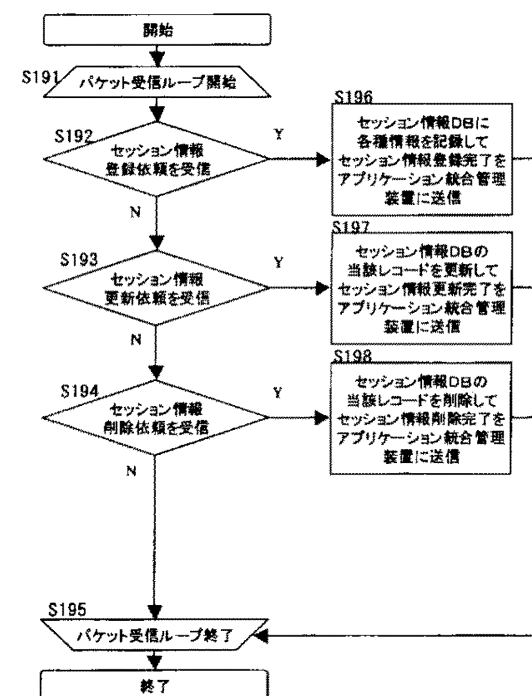 開始
S191
パケット受信ループ開始
S192
セッション情報
登録依頼を受信
Y
N
S196
セッション情報DBに
各種情報を記録して
セッション情報登録完了を
アプリケーション統合管理
装置に送信
S193
セッション情報
更新依頼を受信
Y
N
S197
セッション情報DBの
当該レコードを更新して
セッション情報更新完了を
アプリケーション統合管理
装置に送信
S194
セッション情報
削除依頼を受信
Y
N
S198
セッション情報DBの
当該レコードを削除して
セッション情報削除完了を
アプリケーション統合管理
装置に送信
S195
パケット受信ループ終了
終了